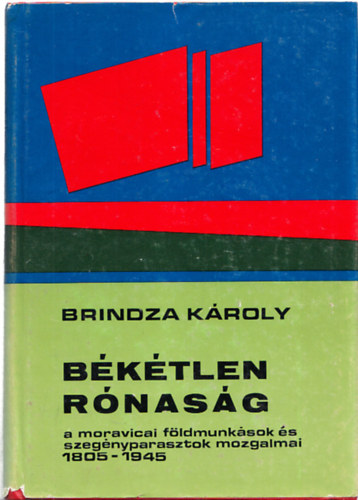 BRINDZA KÁROLY
BÉKÉTLEN
RÓNASÁG
a moravicai földmunkások és
szegényparasztok mozgalmai
1805-1945